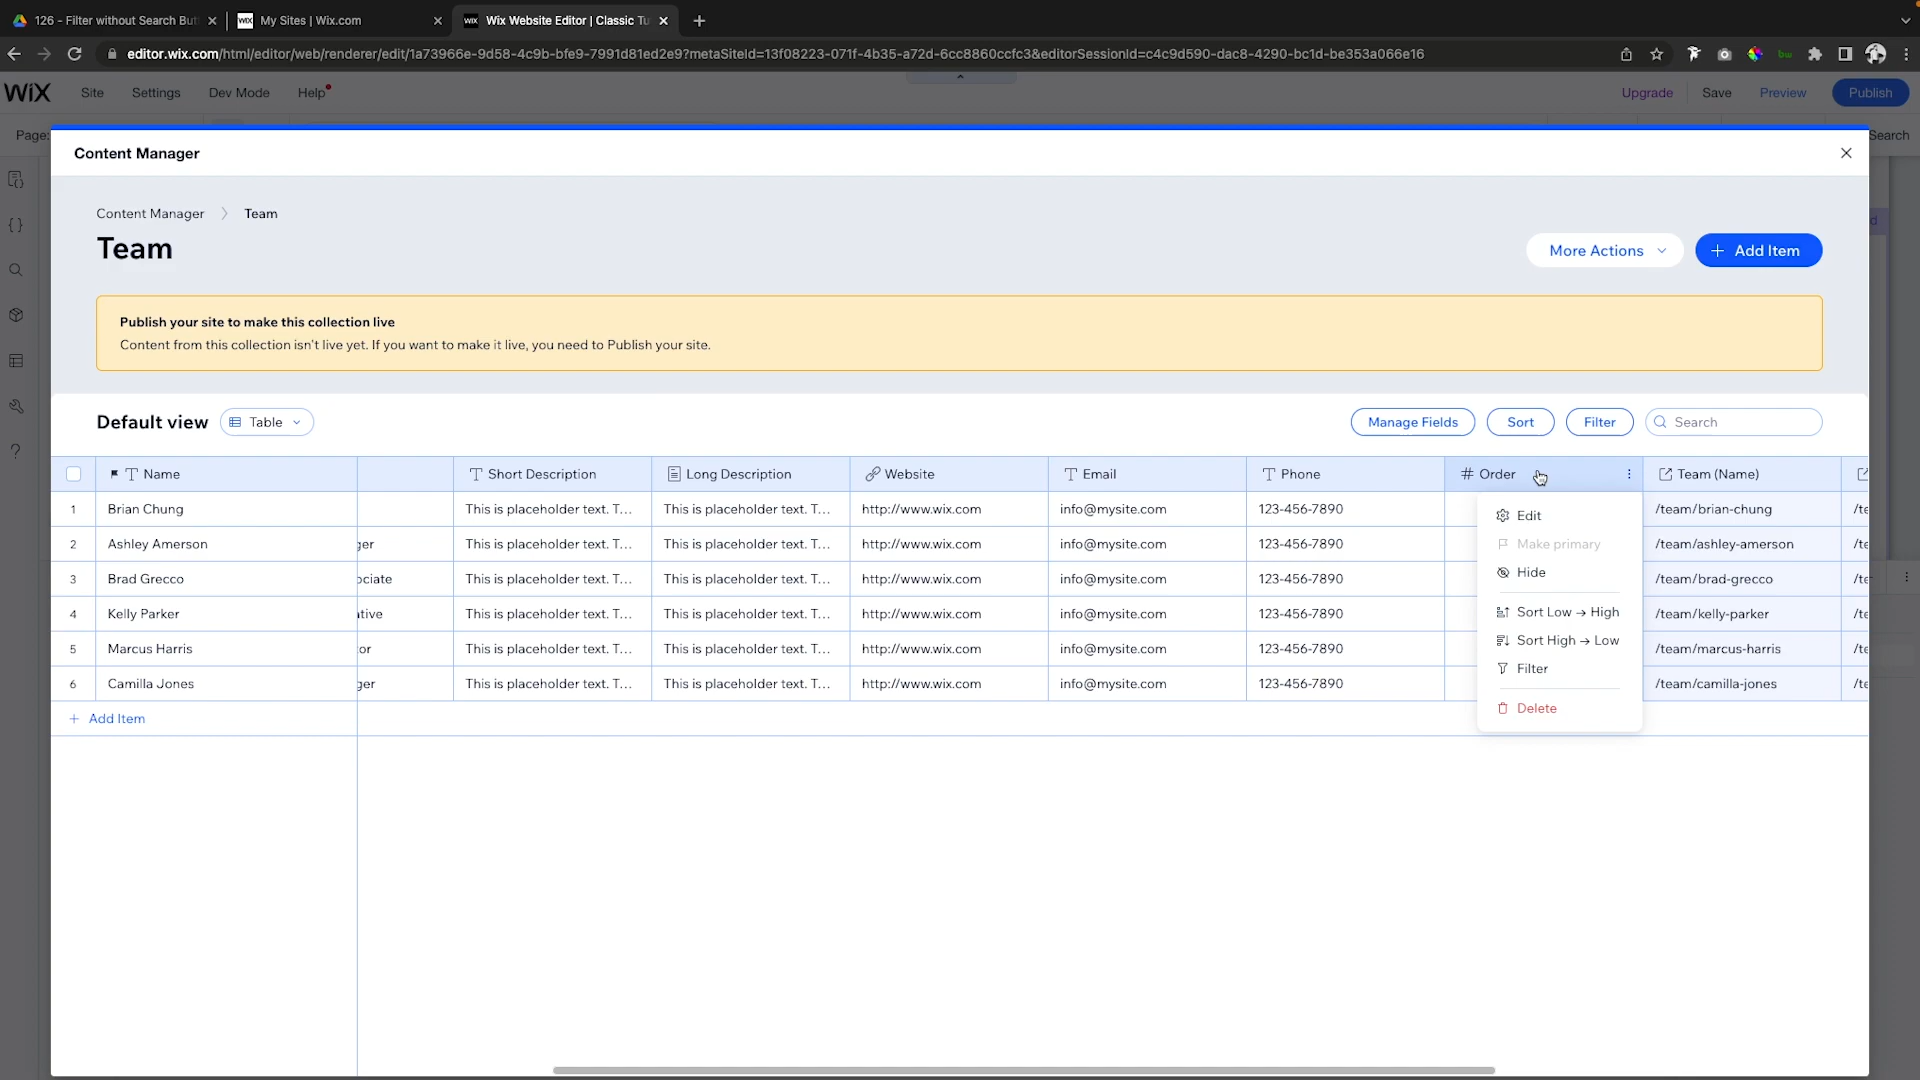 126 - Filter without Search But
My Sites | Wix.com
Wix Website Editor | Classic Tu
editor.wix.com/html/editor/web/renderer/edit/1a73966e-9d58-4c9b-bfe9-7991d81ed2e9?metaSiteId=13f08223-071f-4b35-a72d-6cc8860ccfc3&editorSessionId=c4c9d590-dac8-4290-bc1d-be353a066e16
WiX Site Settings Dev Mode Help Upgrade Save Preview Publish
Page: Search
Content Manager
Content Manager > Team
Team
More Actions + Add Item
Publish your site to make this collection live
Content from this collection isn't live yet. If you want to make it live, you need to Publish your site.
Default view Table Manage Fields Sort Filter Search
Name Short Description Long Description Website Email Phone # Order Team (Name)
1 Brian Chung This is placeholder text. T... This is placeholder text. T... http://www.wix.com info@mysite.com 123-456-7890 /team/brian-chung /te
2 Ashley Amerson ger This is placeholder text. T... This is placeholder text. T... http://www.wix.com info@mysite.com 123-456-7890 /team/ashley-amerson /te
3 Brad Grecco ociate This is placeholder text. T... This is placeholder text. T... http://www.wix.com info@mysite.com 123-456-7890 /team/brad-grecco /te
4 Kelly Parker ative This is placeholder text. T... This is placeholder text. T... http://www.wix.com info@mysite.com 123-456-7890 /team/kelly-parker /te
5 Marcus Harris or This is placeholder text. T... This is placeholder text. T... http://www.wix.com info@mysite.com 123-456-7890 /team/marcus-harris /te
6 Camilla Jones ger This is placeholder text. T... This is placeholder text. T... http://www.wix.com info@mysite.com 123-456-7890 /team/camilla-jones /te
+ Add Item
Edit
Make primary
Hide
Sort Low → High
Sort High → Low
Filter
Delete